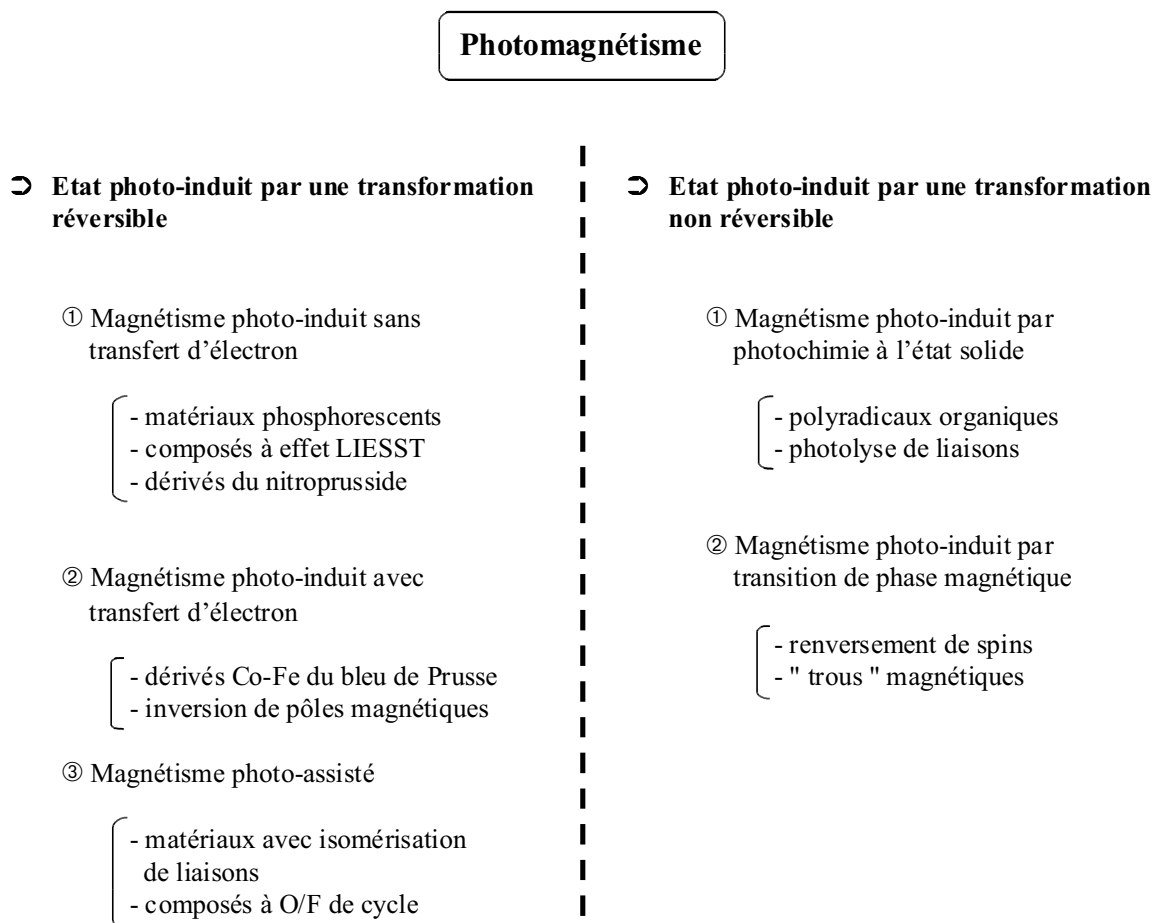 Photomagnétisme
➲ Etat photo-induit par une transformation
réversible
① Magnétisme photo-induit sans
transfert d’électron
- matériaux phosphorescents
- composés à effet LIESST
- dérivés du nitroprusside
② Magnétisme photo-induit avec
transfert d’électron
- dérivés Co-Fe du bleu de Prusse
- inversion de pôles magnétiques
③ Magnétisme photo-assisté
- matériaux avec isomérisation
de liaisons
- composés à O/F de cycle
➲ Etat photo-induit par une transformation
non réversible
① Magnétisme photo-induit par
photochimie à l’état solide
- polyradicaux organiques
- photolyse de liaisons
② Magnétisme photo-induit par
transition de phase magnétique
- renversement de spins
- " trous " magnétiques